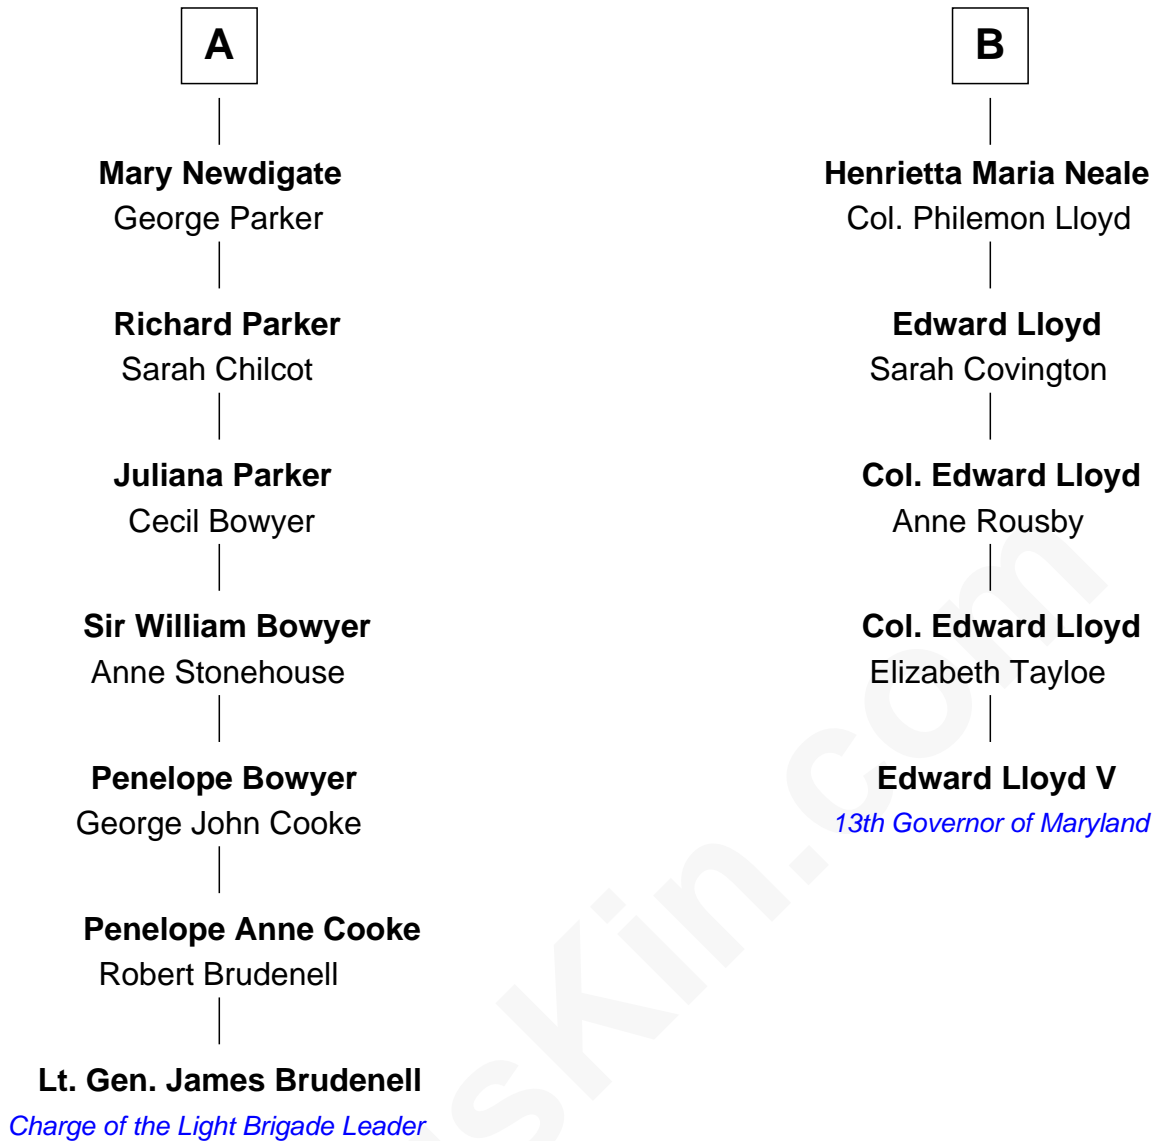 A
Mary Newdigate
George Parker
Richard Parker
Sarah Chilcot
Juliana Parker
Cecil Bowyer
Sir William Bowyer
Anne Stonehouse
Penelope Bowyer
George John Cooke
Penelope Anne Cooke
Robert Brudenell
Lt. Gen. James Brudenell
Charge of the Light Brigade Leader
B
Henrietta Maria Neale
Col. Philemon Lloyd
Edward Lloyd
Sarah Covington
Col. Edward Lloyd
Anne Rousby
Col. Edward Lloyd
Elizabeth Tayloe
Edward Lloyd V
13th Governor of Maryland